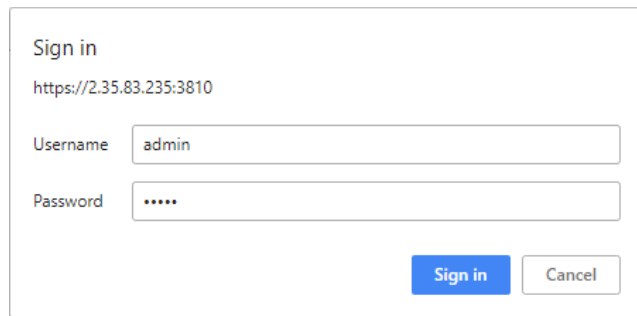 Sign in
https://2.35.83.235:3810
Username admin
Password •••••
Sign in Cancel